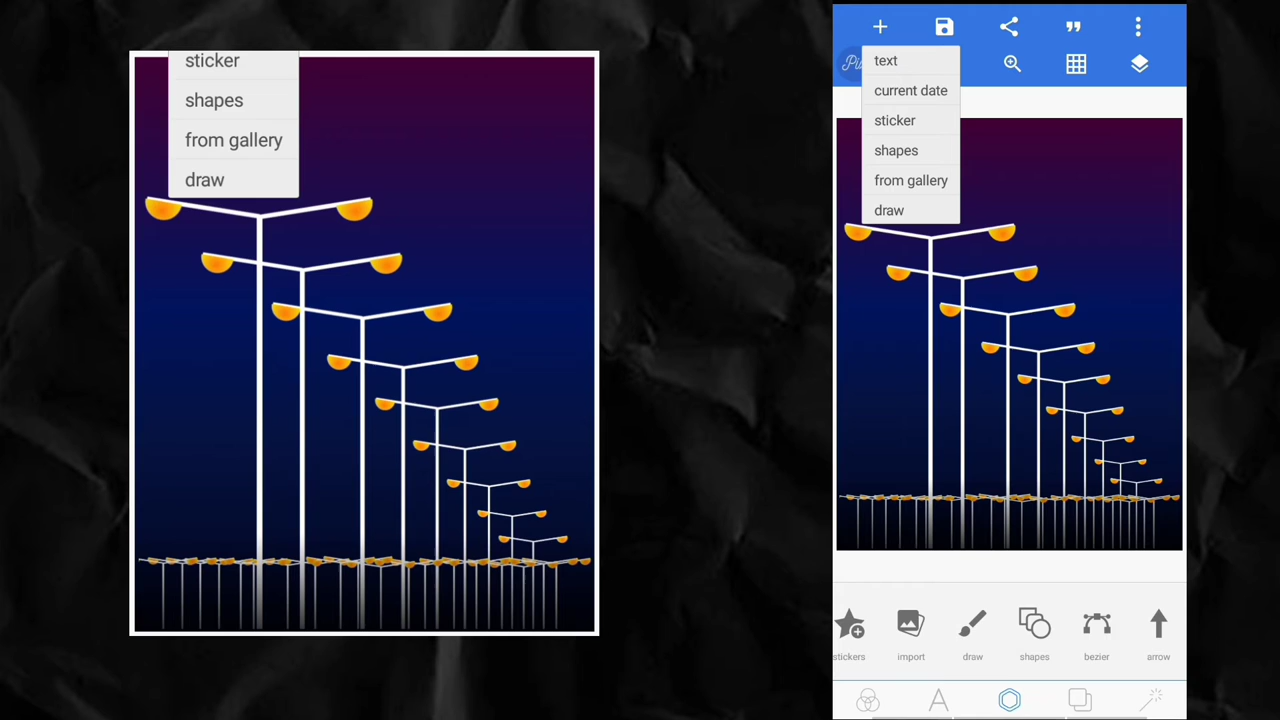 sticker
shapes
from gallery
draw
text
current date
sticker
shapes
from gallery
draw
stickers
import
draw
shapes
bezier
arrow